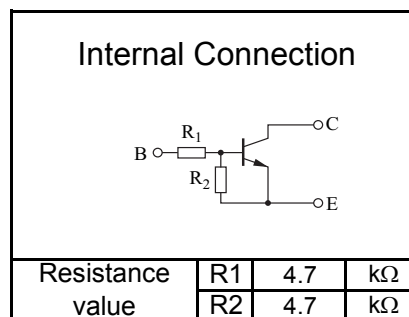 Internal Connection
C
R1
B
R2
E
Resistance value R1 4.7 kΩ
R2 4.7 kΩ